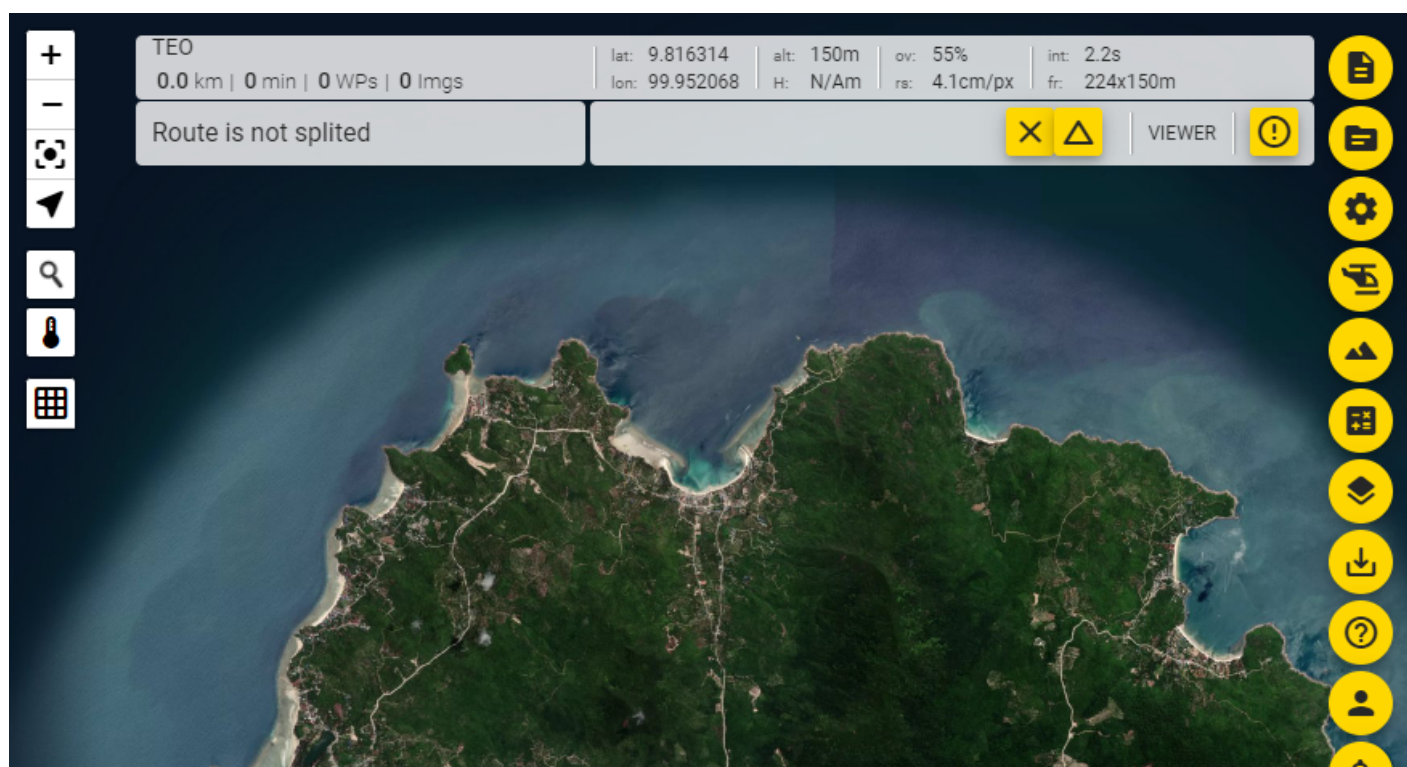 TEO
0.0 km | 0 min | 0 WPs | 0 Imgs
lat: 9.816314
lon: 99.952068
alt: 150m
H: N/Am
ov: 55%
rs: 4.1cm/px
int: 2.2s
fr: 224x150m
Route is not splited
VIEWER